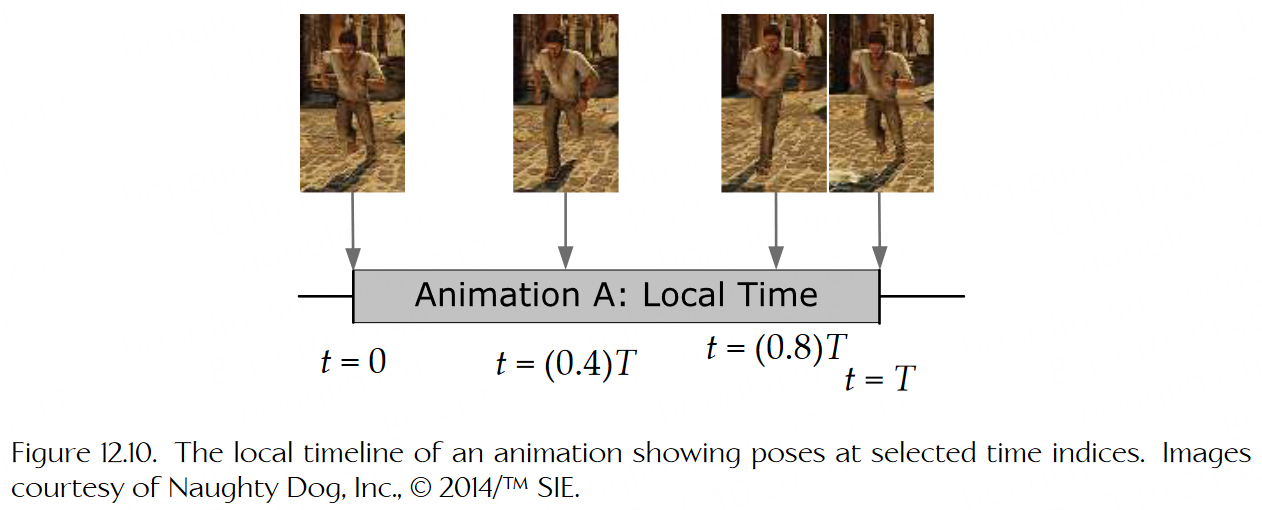 Animation A: Local Time
t = 0
t = (0.4)T
t = (0.8)T
t = T
Figure 12.10. The local timeline of an animation showing poses at selected time indices. Images
courtesy of Naughty Dog, Inc., © 2014/™ SIE.